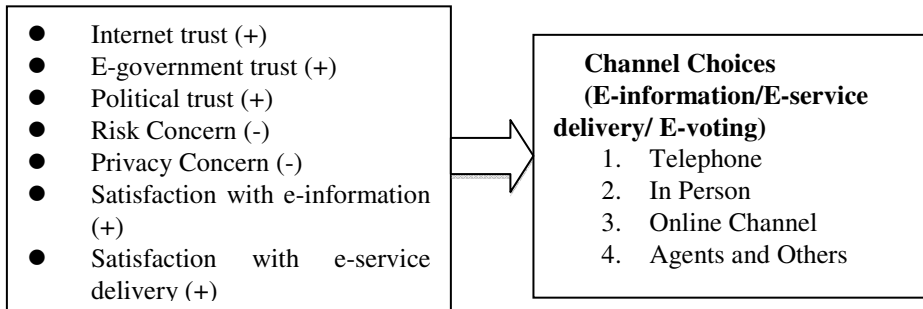 ● Internet trust (+)
● E-government trust (+)
● Political trust (+)
● Risk Concern (-)
● Privacy Concern (-)
● Satisfaction with e-information
(+)
● Satisfaction with e-service
delivery (+)
Channel Choices
(E-information/E-service
delivery/ E-voting)
1. Telephone
2. In Person
3. Online Channel
4. Agents and Others